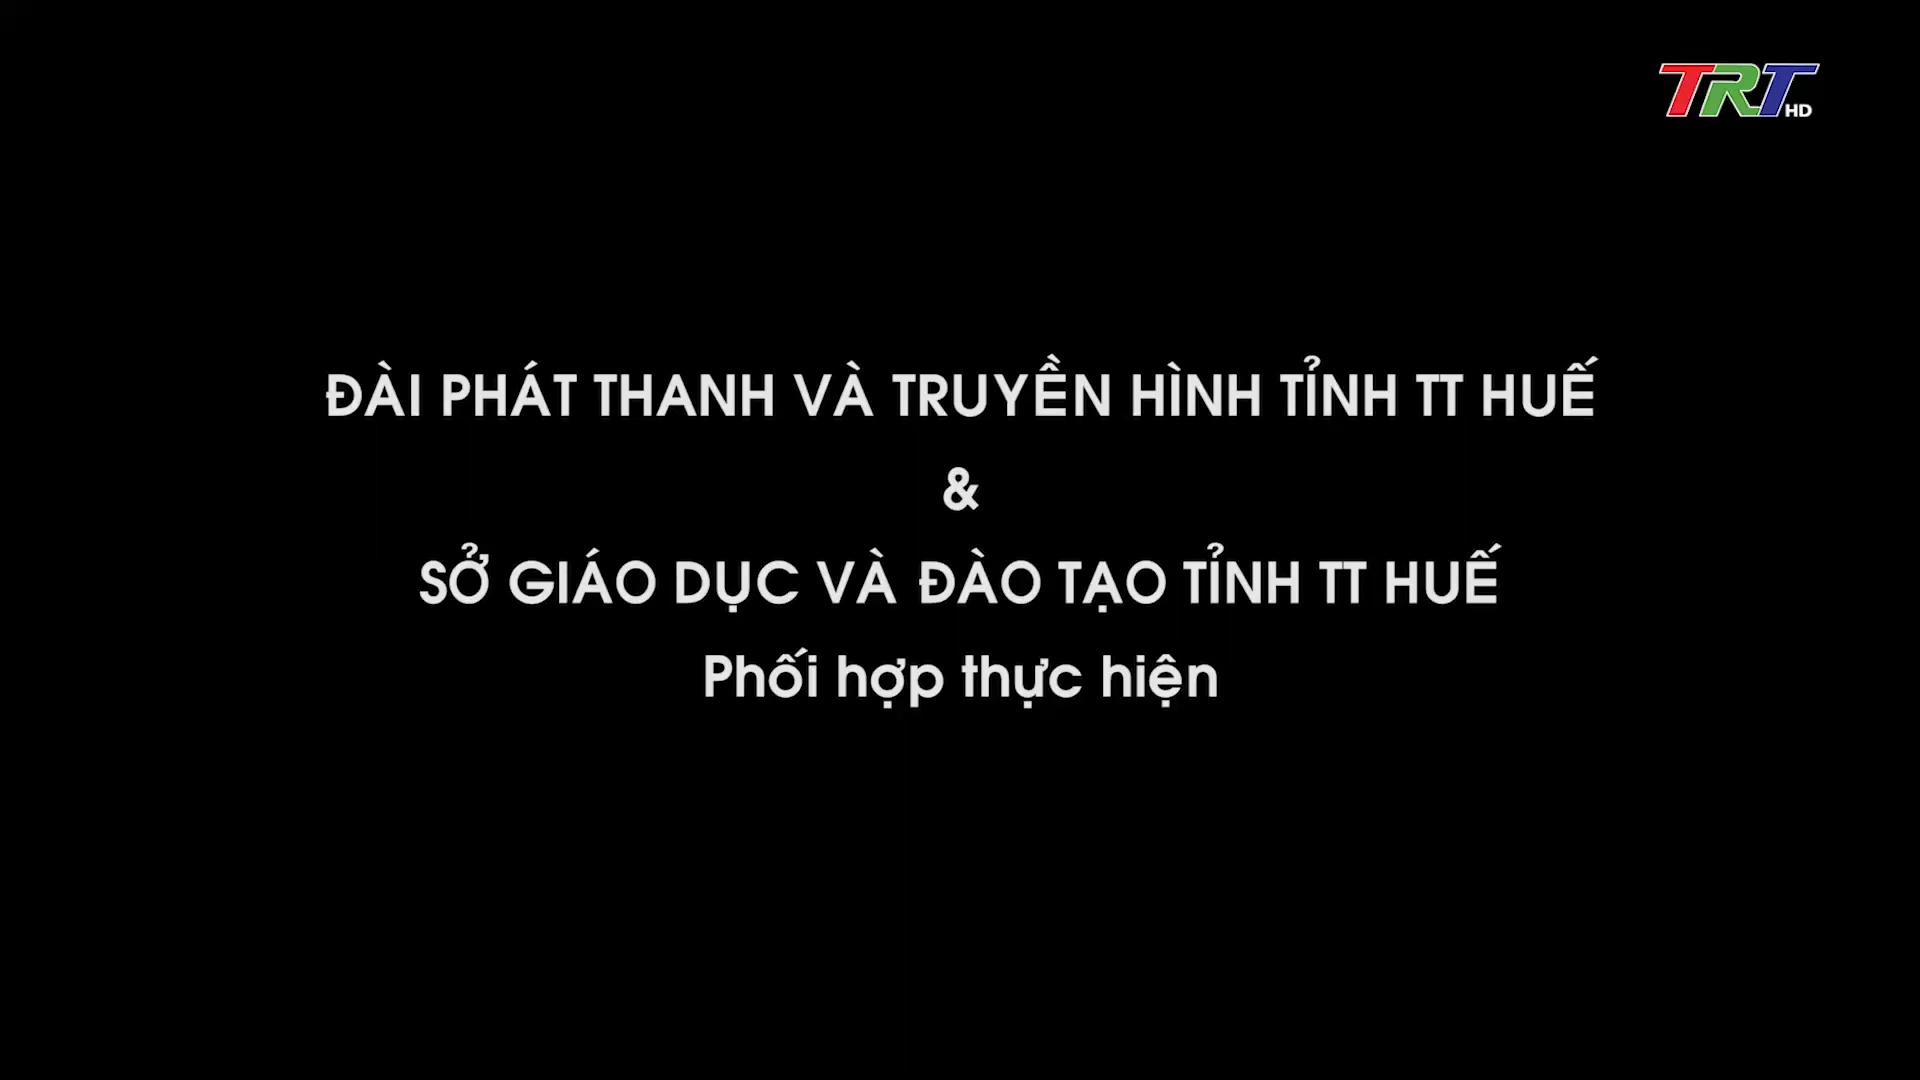 TRT HD
ĐÀI PHÁT THANH VÀ TRUYỀN HÌNH TỈNH TT HUẾ
&
SỞ GIÁO DỤC VÀ ĐÀO TẠO TỈNH TT HUẾ
Phối hợp thực hiện